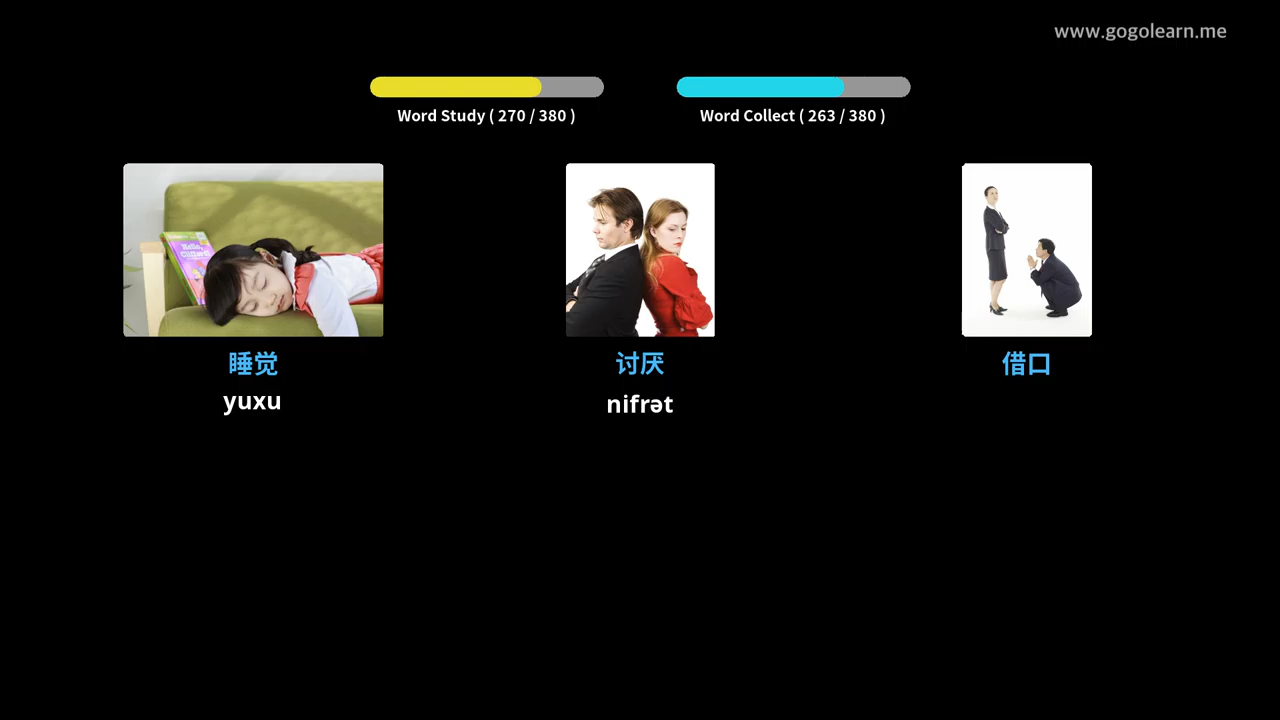 www.gogolearn.me
Word Study ( 270 / 380 )
Word Collect ( 263 / 380 )
睡觉
讨厌
借口
yuxu
nifrət